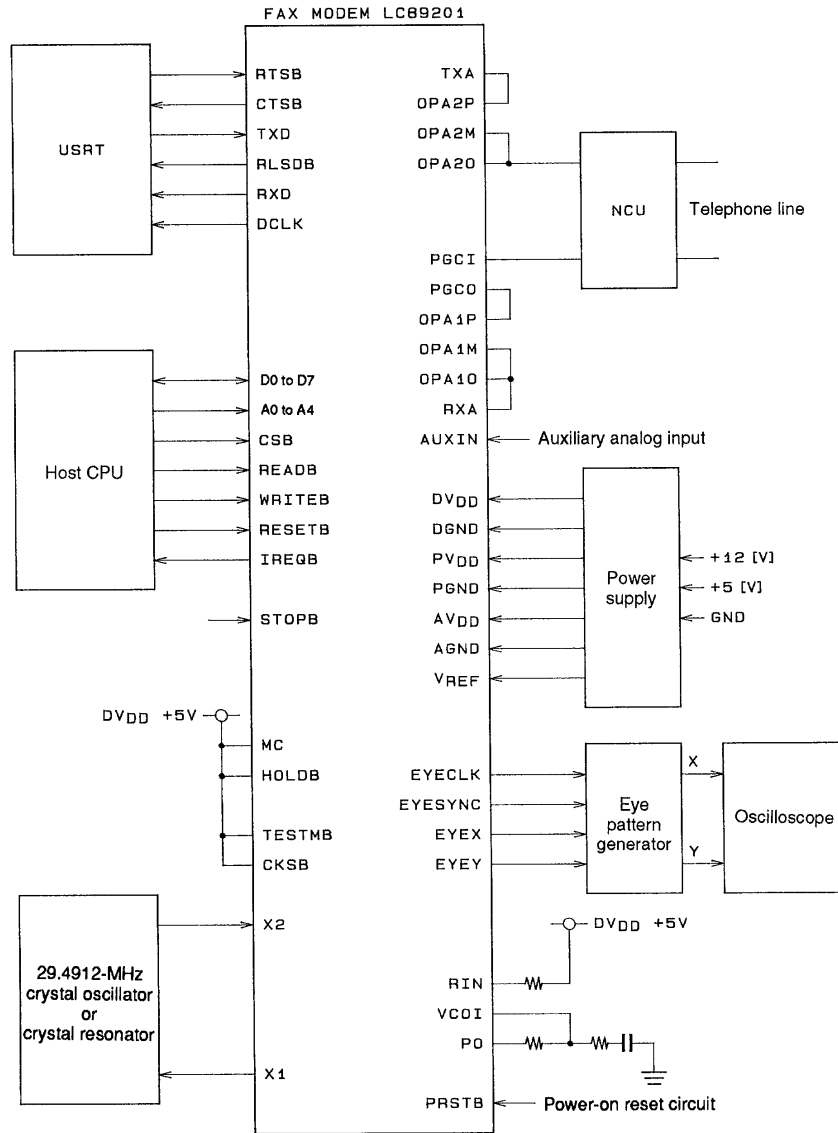 FAX MODEM LC89201
USRT
RTSB
CTSB
TXD
RLSDB
RXD
DCLK
Host CPU
D0 to D7
A0 to A4
CSB
READB
WRITEB
RESETB
IREQB
STOPB
DVDD +5V
MC
HOLDB
TESTMB
CKSB
29.4912-MHz
crystal oscillator
or
crystal resonator
X2
X1
TXA
OPA2P
OPA2M
OPA2O
PGCI
PGCO
OPA1P
OPA1M
OPA1O
RXA
AUXIN
NCU
Telephone line
Auxiliary analog input
DVDD
DGND
PVDD
PGND
AVDD
AGND
VREF
Power
supply
+12 [V]
+5 [V]
GND
EYECLK
EYESYNC
EYEX
EYEY
Eye
pattern
generator
X
Y
Oscilloscope
DVDD +5V
RIN
VCOI
PO
PRSTB
Power-on reset circuit